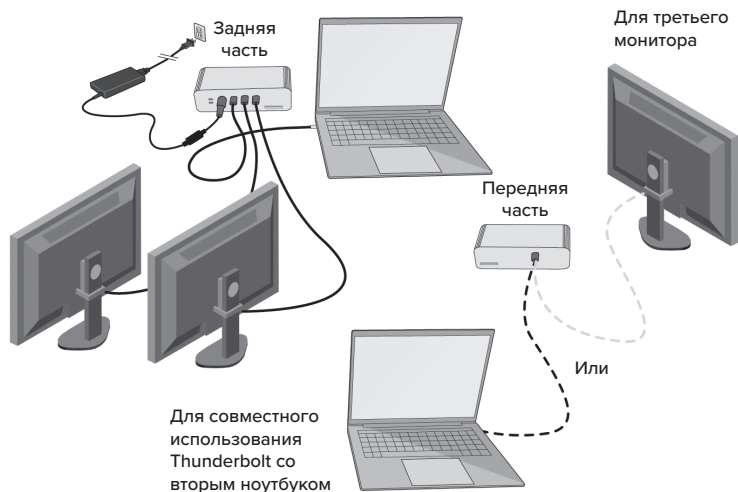 Задняя
часть
Для третьего
монитора
Передняя
часть
Или
Для совместного
использования
Thunderbolt со
вторым ноутбуком